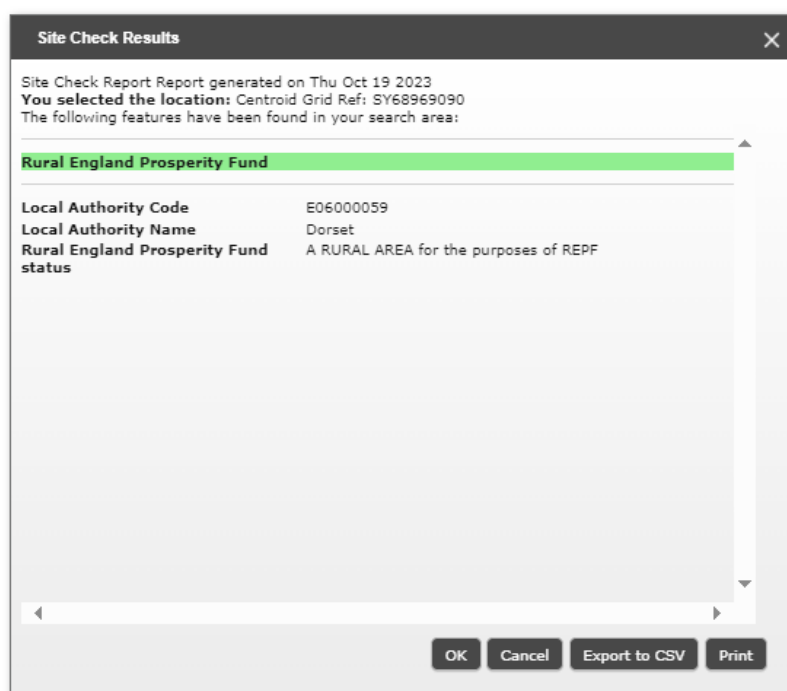 Site Check Results
Site Check Report Report generated on Thu Oct 19 2023
You selected the location: Centroid Grid Ref: SY68969090
The following features have been found in your search area:
Rural England Prosperity Fund
Local Authority Code E06000059
Local Authority Name Dorset
Rural England Prosperity Fund A RURAL AREA for the purposes of REPF
status
OK Cancel Export to CSV Print